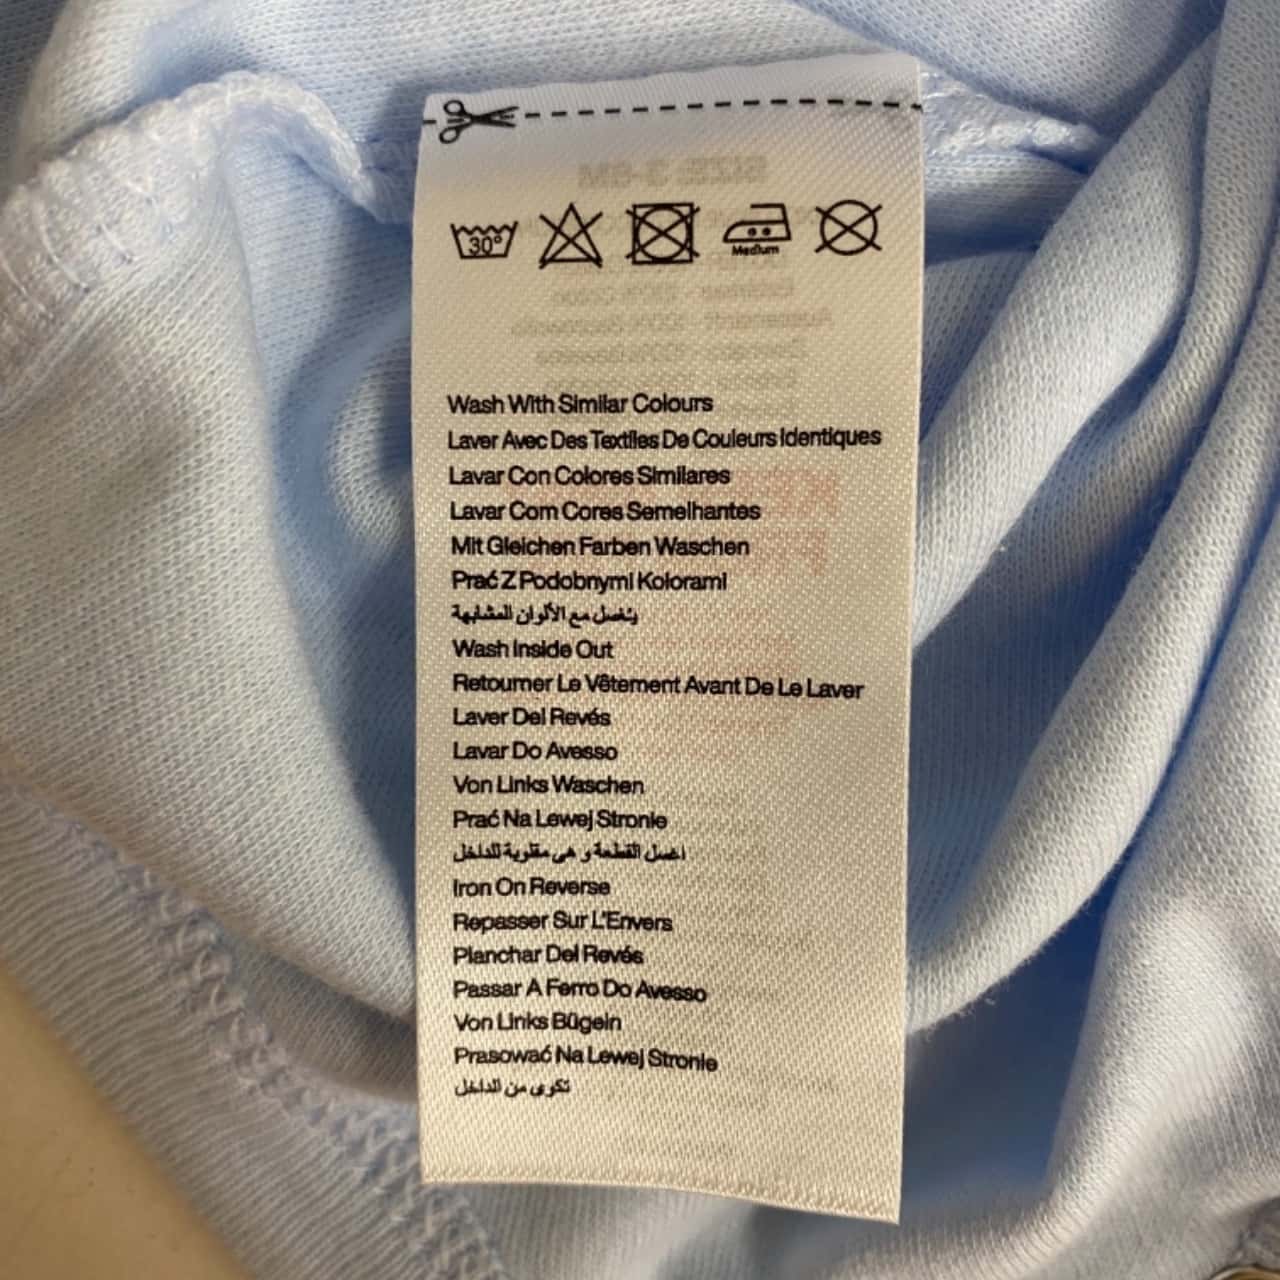 30°
Medium
Wash With Similar Colours
Laver Avec Des Textiles De Couleurs Identiques
Lavar Con Colores Similares
Lavar Com Cores Semelhantes
Mit Gleichen Farben Waschen
Prać Z Podobnymi Kolorami
يُغسل مع الألوان المشابهة
Wash Inside Out
Retourner Le Vêtement Avant De Le Laver
Laver Del Revés
Lavar Do Avesso
Von Links Waschen
Prać Na Lewej Stronie
اغسل القطعة و هى مقلوبة للداخل
Iron On Reverse
Repasser Sur L'Envers
Planchar Del Revés
Passar A Ferro Do Avesso
Von Links Bügeln
Prasować Na Lewej Stronie
تكوى من الداخل